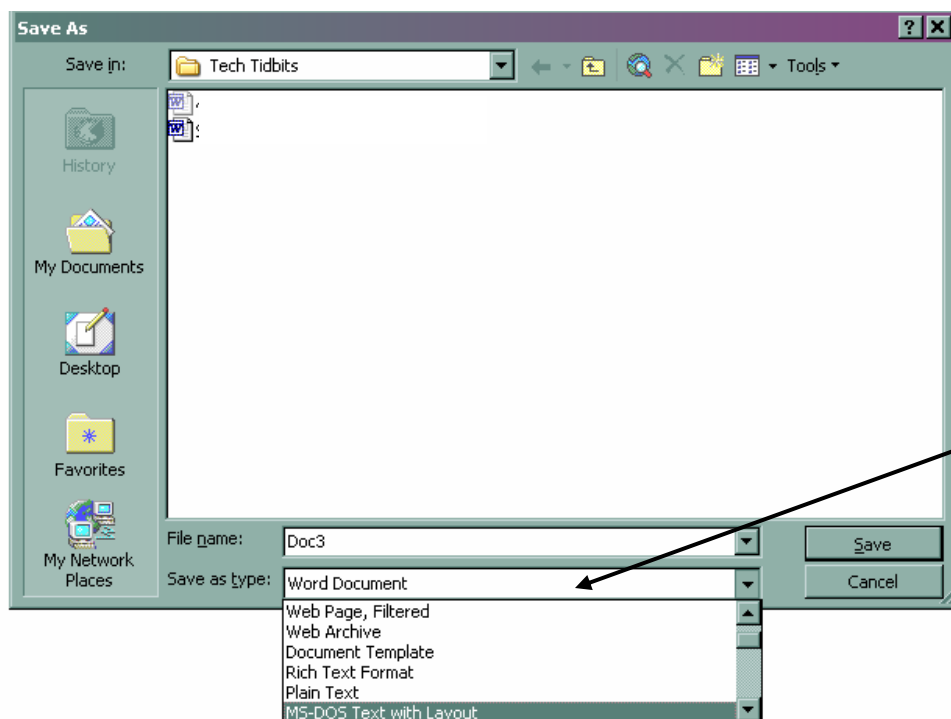 Save As
Save in:
Tech Tidbits
Tools
History
My Documents
Desktop
Favorites
My Network
Places
File name:
Doc3
Save
Save as type:
Word Document
Cancel
Web Page, Filtered
Web Archive
Document Template
Rich Text Format
Plain Text
MS-DOS Text with Layout